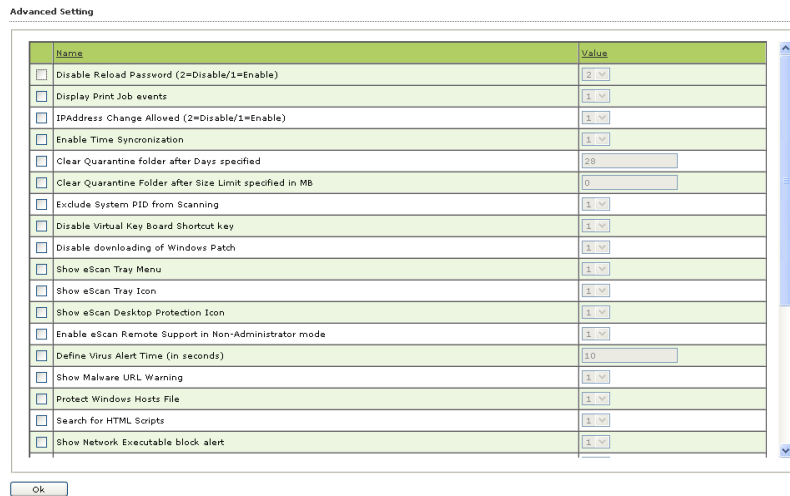 Advanced Setting
Name Value
Disable Reload Password (2=Disable/1=Enable) 2
Display Print Job events 1
IPAddress Change Allowed (2=Disable/1=Enable) 1
Enable Time Syncronization 1
Clear Quarantine folder after Days specified 28
Clear Quarantine Folder after Size Limit specified in MB 0
Exclude System PID from Scanning 1
Disable Virtual Key Board Shortcut key 1
Disable downloading of Windows Patch 1
Show eScan Tray Menu 1
Show eScan Tray Icon 1
Show eScan Desktop Protection Icon 1
Enable eScan Remote Support in Non-Administrator mode 1
Define Virus Alert Time (in seconds) 10
Show Malware URL Warning 1
Protect Windows Hosts File 1
Search for HTML Scripts 1
Show Network Executable block alert 1
Ok